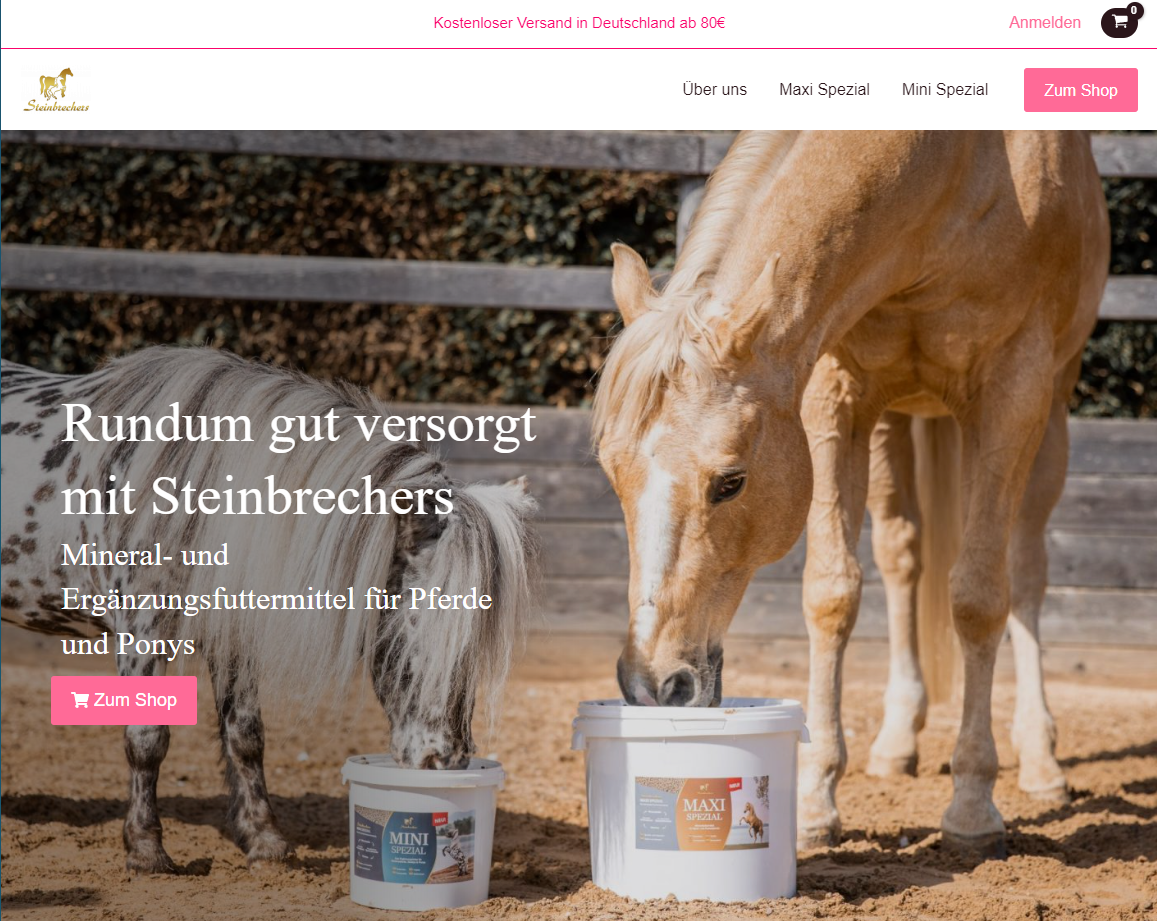 Kostenloser Versand in Deutschland ab 80€
Anmelden
0
Steinbrechers
Über uns
Maxi Spezial
Mini Spezial
Zum Shop
Rundum gut versorgt
mit Steinbrechers
Mineral- und
Ergänzungsfuttermittel für Pferde
und Ponys
Zum Shop
MINI
SPEZIAL
MAXI
SPEZIAL